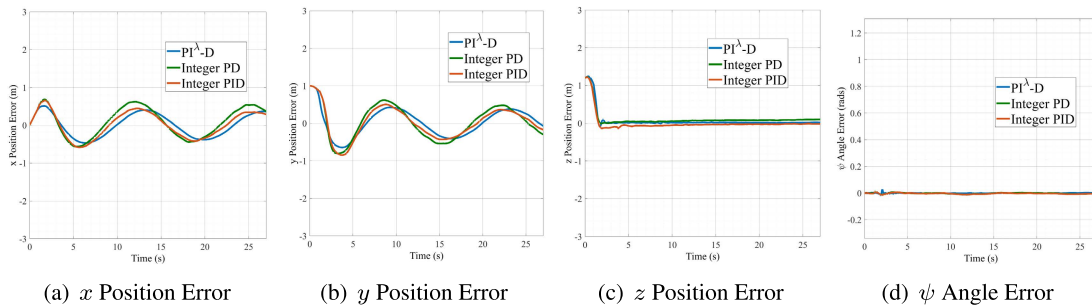 3
2
1
0
-1
-2
-3
x Position Error (m)
0
5
10
15
20
25
Time (s)
PI^λ-D
Integer PD
Integer PID
(a) x Position Error
3
2
1
0
-1
-2
-3
y Position Error (m)
0
5
10
15
20
25
Time (s)
PI^λ-D
Integer PD
Integer PID
(b) y Position Error
3
2
1
0
-1
-2
-3
z Position Error (m)
0
5
10
15
20
25
Time (s)
PI^λ-D
Integer PD
Integer PID
(c) z Position Error
1.2
1
0.8
0.6
0.4
0.2
0
-0.2
ψ Angle Error (rads)
0
5
10
15
20
25
Time (s)
PI^λ-D
Integer PD
Integer PID
(d) ψ Angle Error